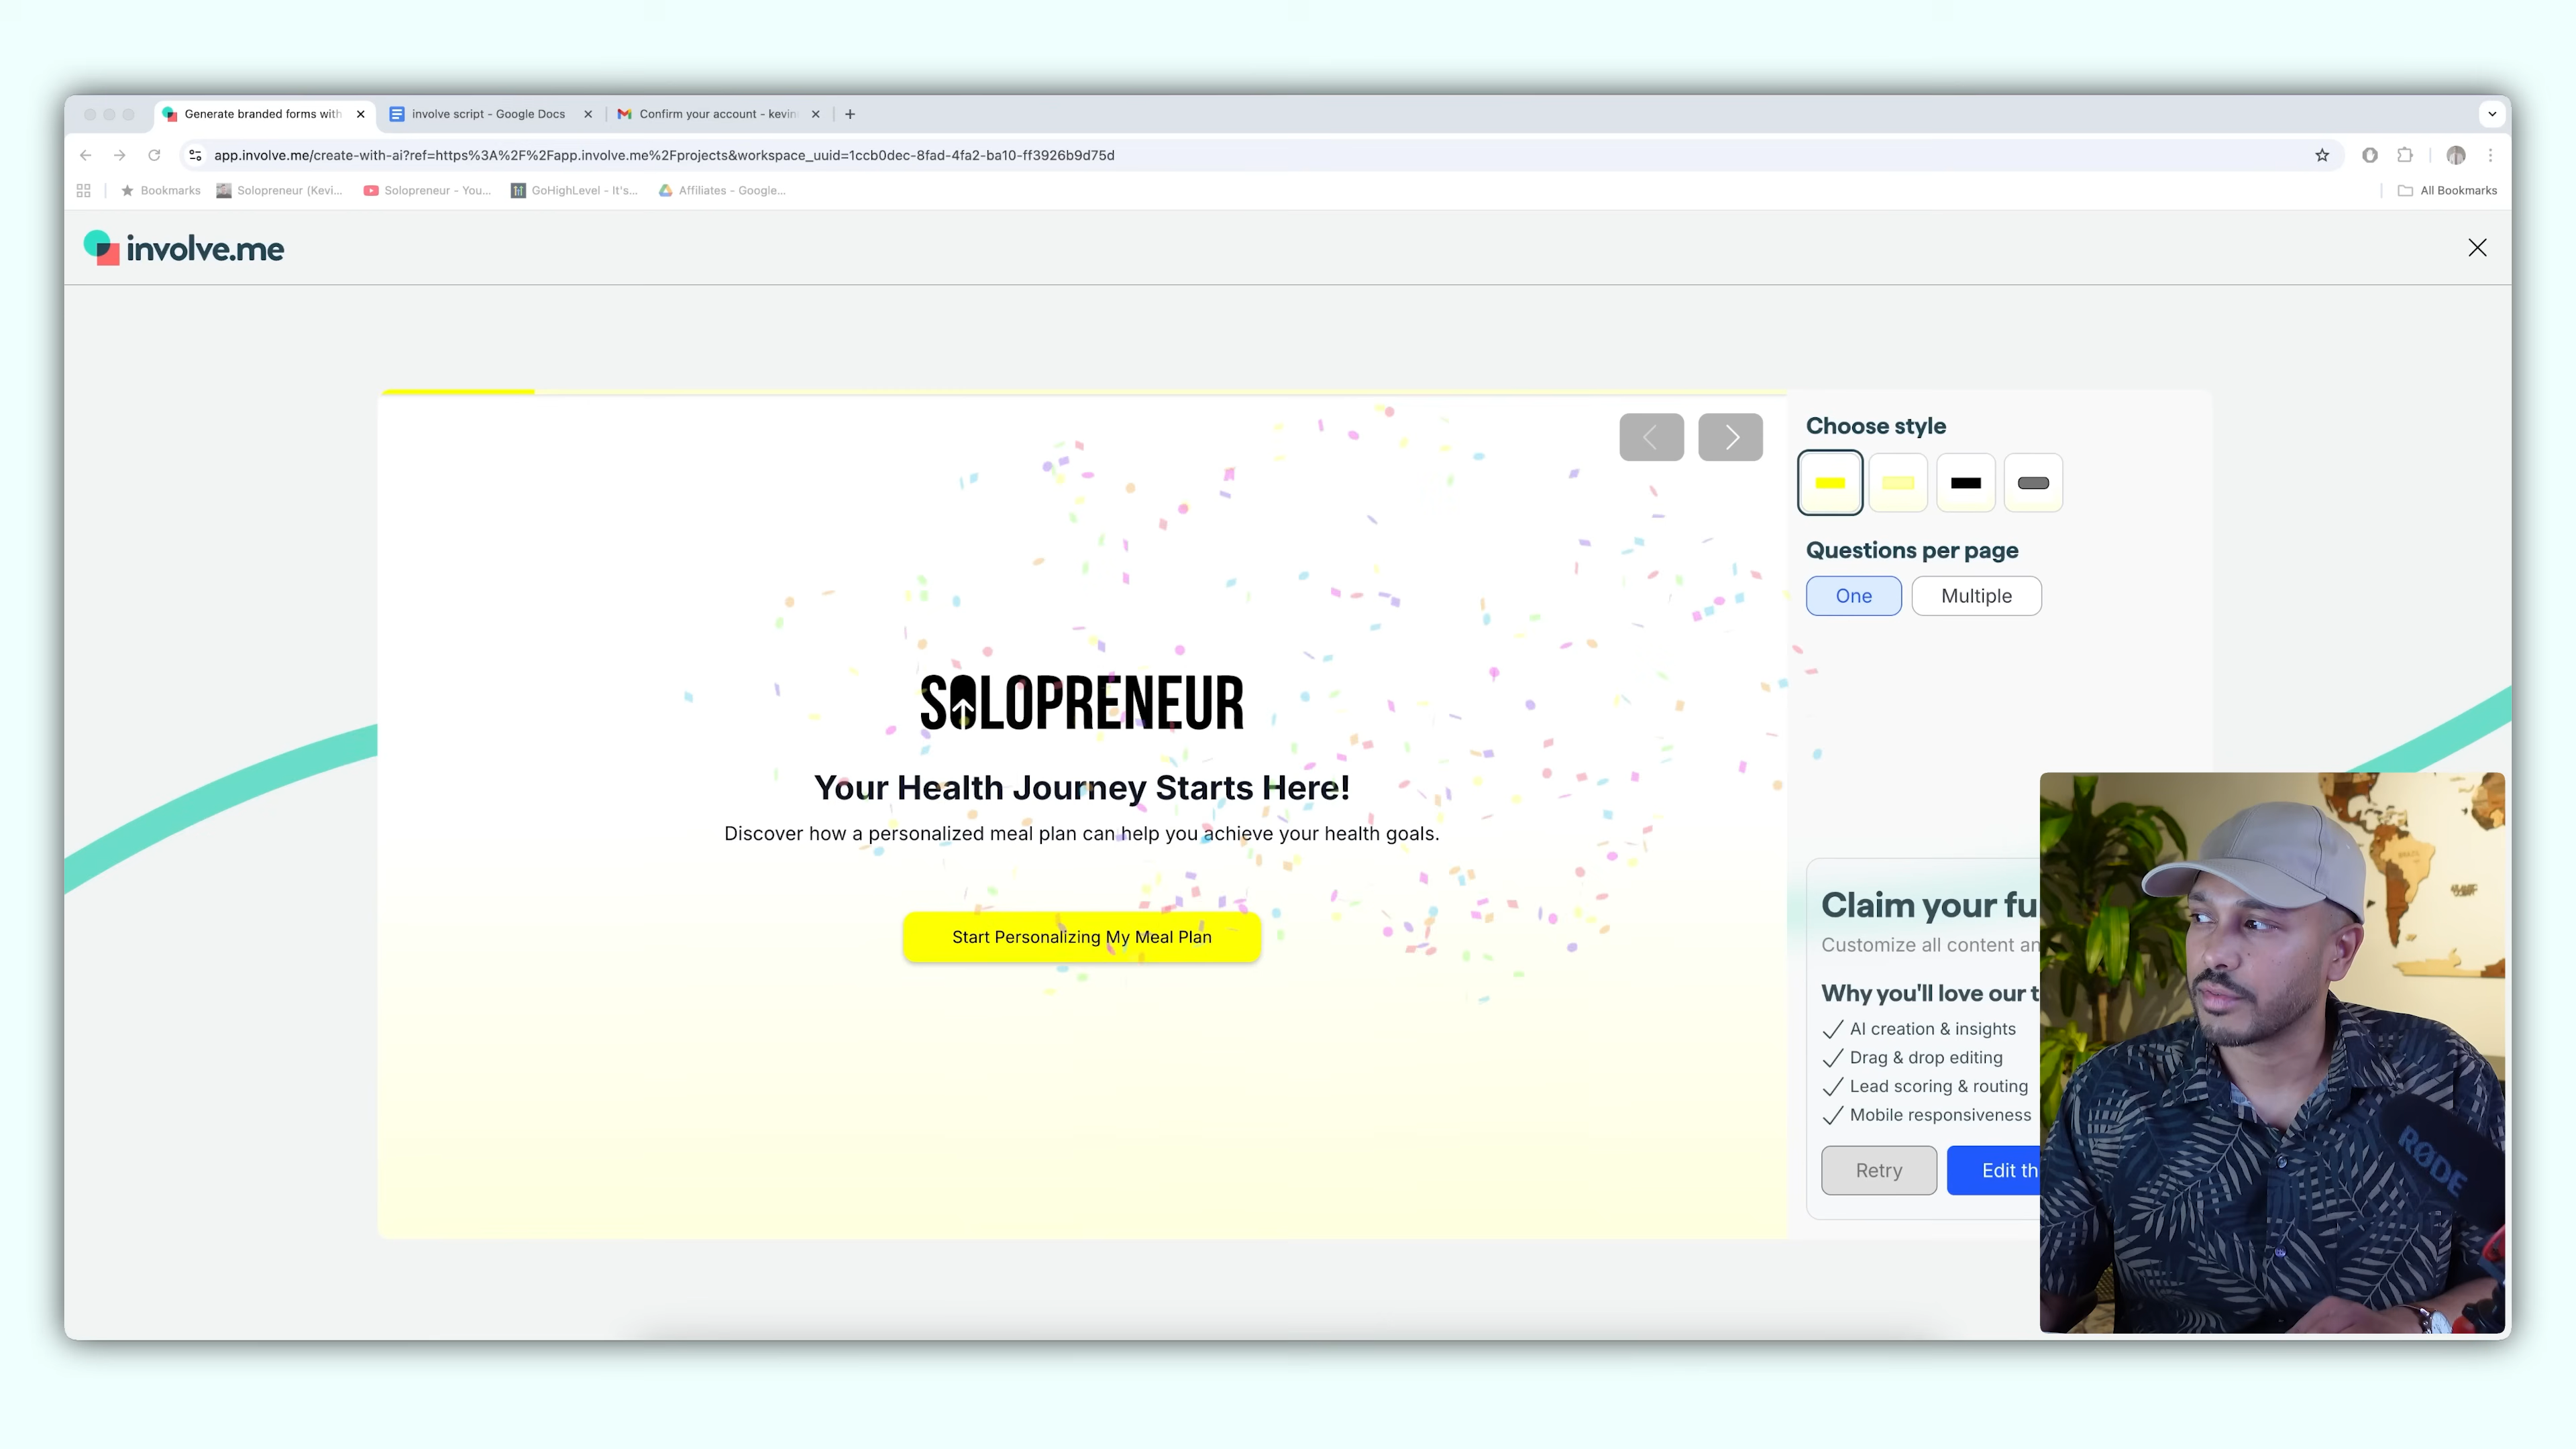 Generate branded forms with
involve script - Google Docs
Confirm your account - kevin
app.involve.me/create-with-ai?ref=https%3A%2F%2Fapp.involve.me%2Fprojects&workspace_uuid=1ccb0dec-8fad-4fa2-ba10-ff3926b9d75d
Bookmarks
Solopreneur (Kevi...
Solopreneur - You...
GoHighLevel - It's...
Affiliates - Google...
All Bookmarks
involve.me
Choose style
Questions per page
One
Multiple
SOLOPRENEUR
Your Health Journey Starts Here!
Discover how a personalized meal plan can help you achieve your health goals.
Start Personalizing My Meal Plan
Claim your fu
Customize all content an
Why you'll love our t
AI creation & insights
Drag & drop editing
Lead scoring & routing
Mobile responsiveness
Retry
Edit th
BRAZIL
RØDE